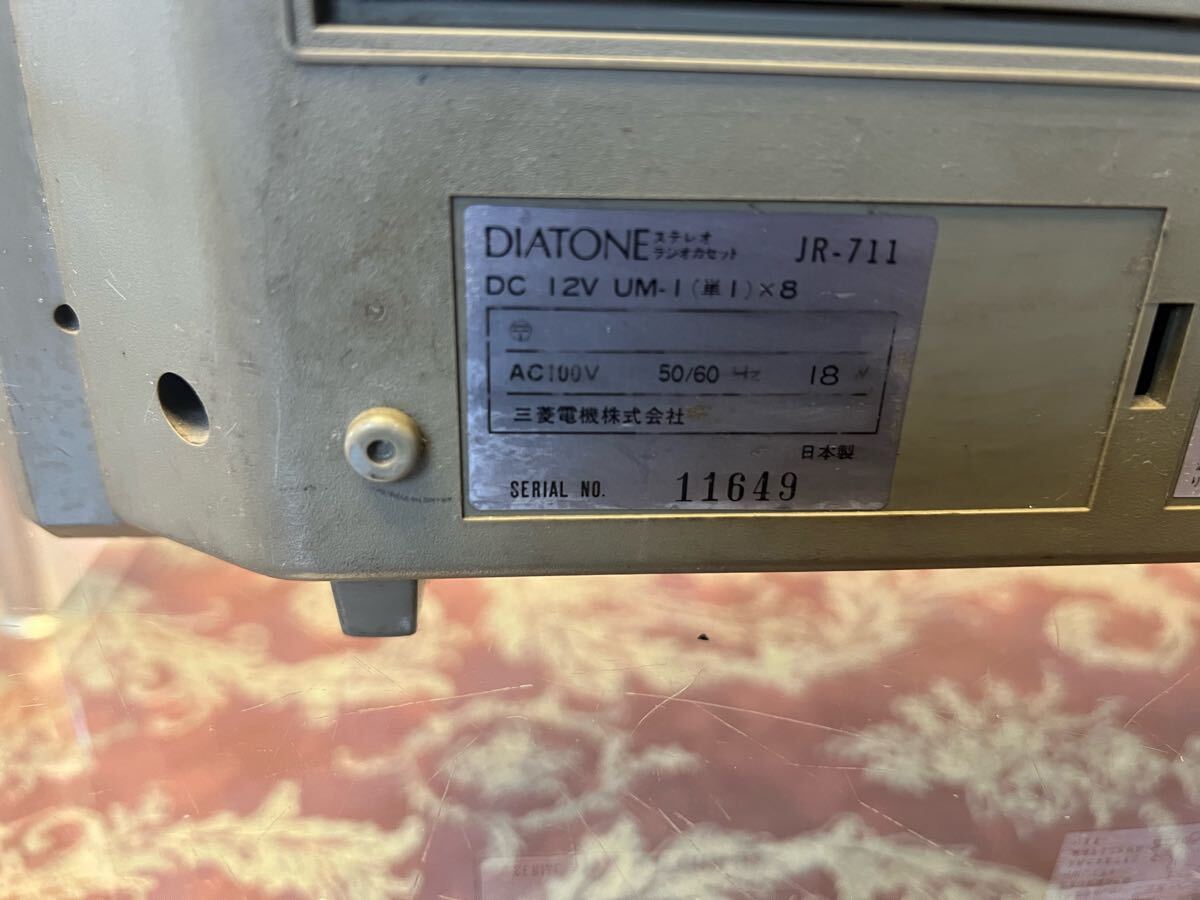 DIATONE ステレオ ラジオカセット JR-711
DC 12V UM-1(単1)×8
〒
AC100V 50/60 Hz 18
三菱電機株式会社
日本製
SERIAL NO. 11649